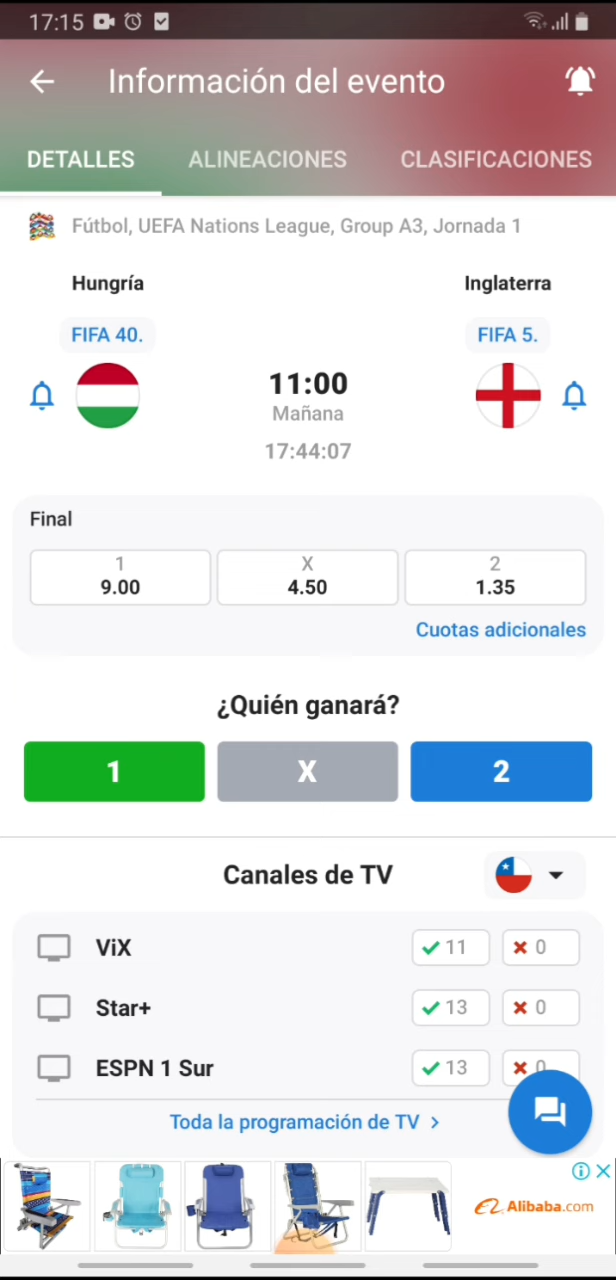 17:15
Información del evento
DETALLES ALINEACIONES CLASIFICACIONES
Fútbol, UEFA Nations League, Group A3, Jornada 1
Hungría Inglaterra
FIFA 40. FIFA 5.
11:00
Mañana
17:44:07
Final
1 X 2
9.00 4.50 1.35
Cuotas adicionales
¿Quién ganará?
1 X 2
Canales de TV
ViX 11 0
Star+ 13 0
ESPN 1 Sur 13 0
Toda la programación de TV
Alibaba.com